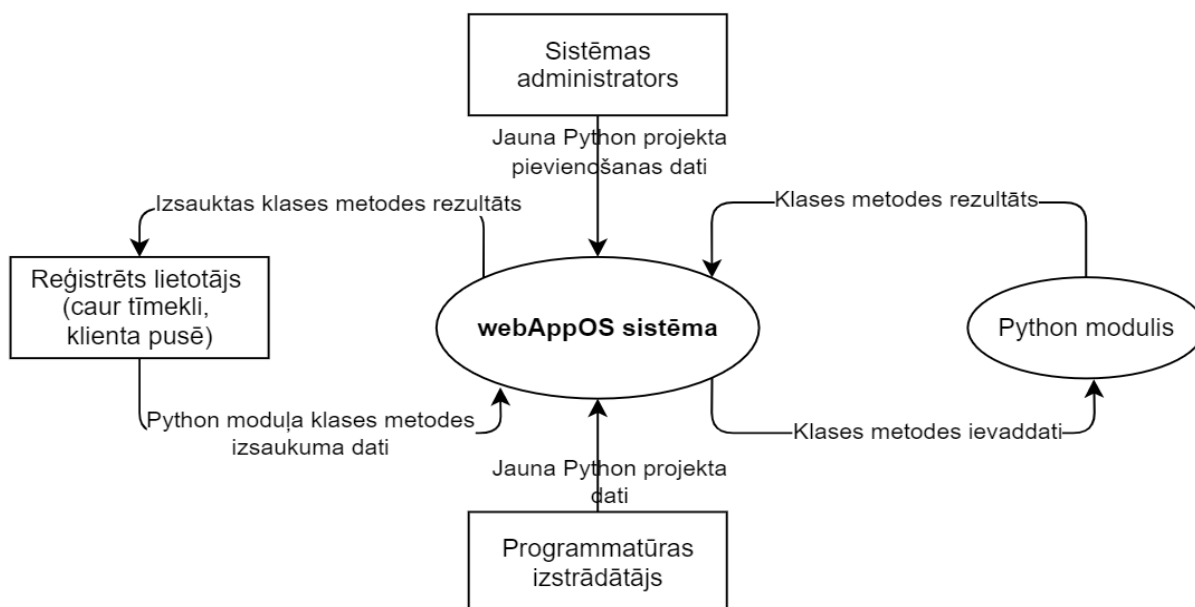 Sistēmas
administrators
Jauna Python projekta
pievienošanas dati
Izsauktas klases metodes rezultāts
Klases metodes rezultāts
Reģistrēts lietotājs
(caur tīmekli,
klienta pusē)
webAppOS sistēma
Python modulis
Python moduļa klases metodes
izsaukuma dati
Klases metodes ievaddati
Jauna Python projekta
dati
Programmatūras
izstrādātājs